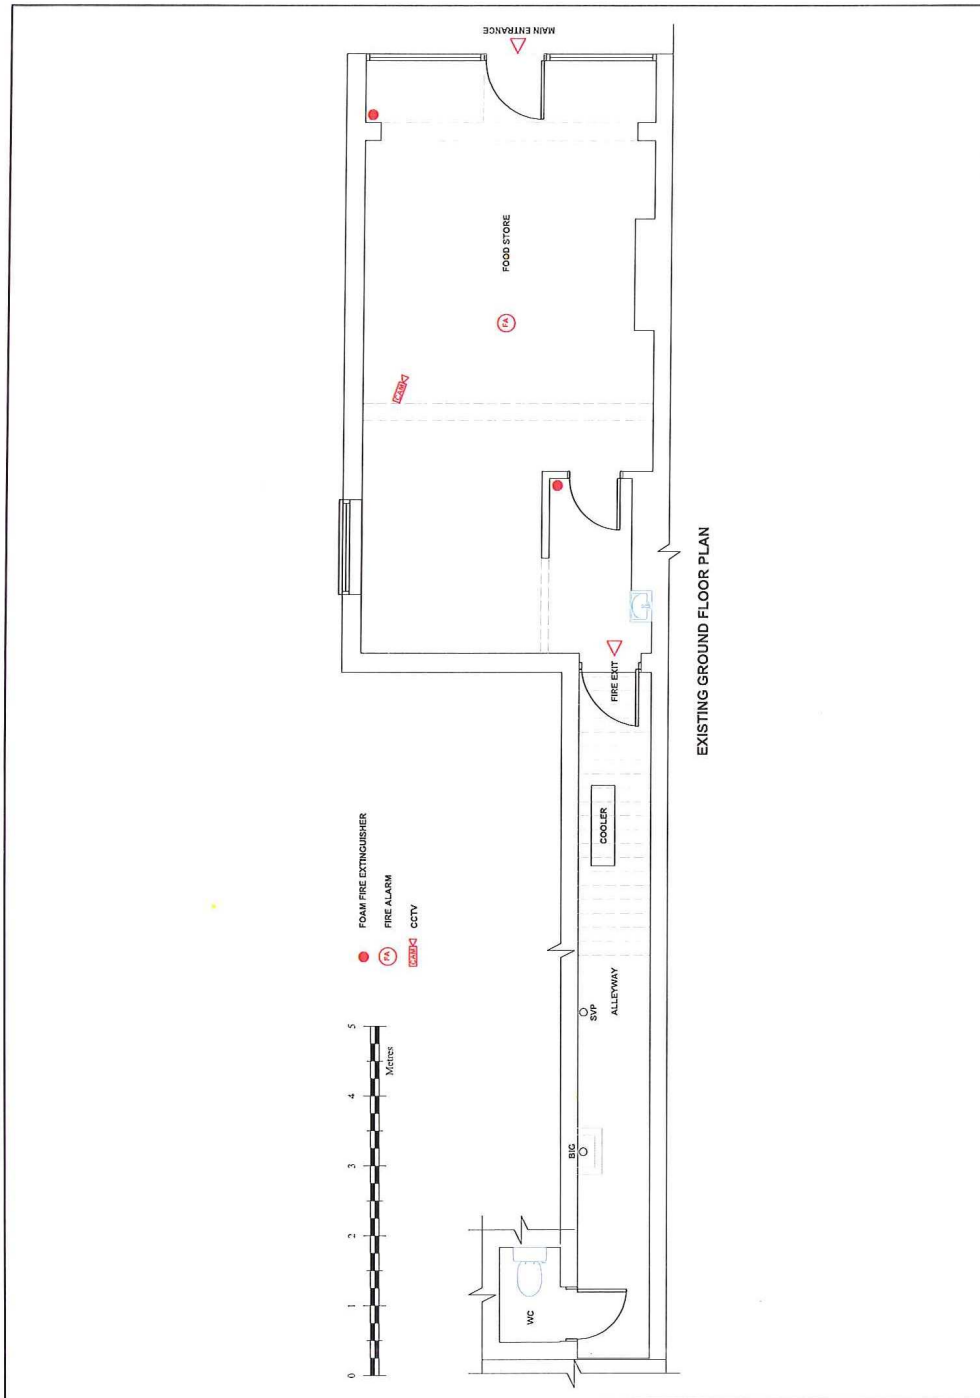 MAIN ENTRANCE
FOOD STORE
FA
CAM
FIRE EXIT
COOLER
ALLEYWAY
SVP
BIG
WC
FOAM FIRE EXTINGUISHER
FA
FIRE ALARM
CAM
CCTV
0 1 2 3 4 5
Metres
EXISTING GROUND FLOOR PLAN